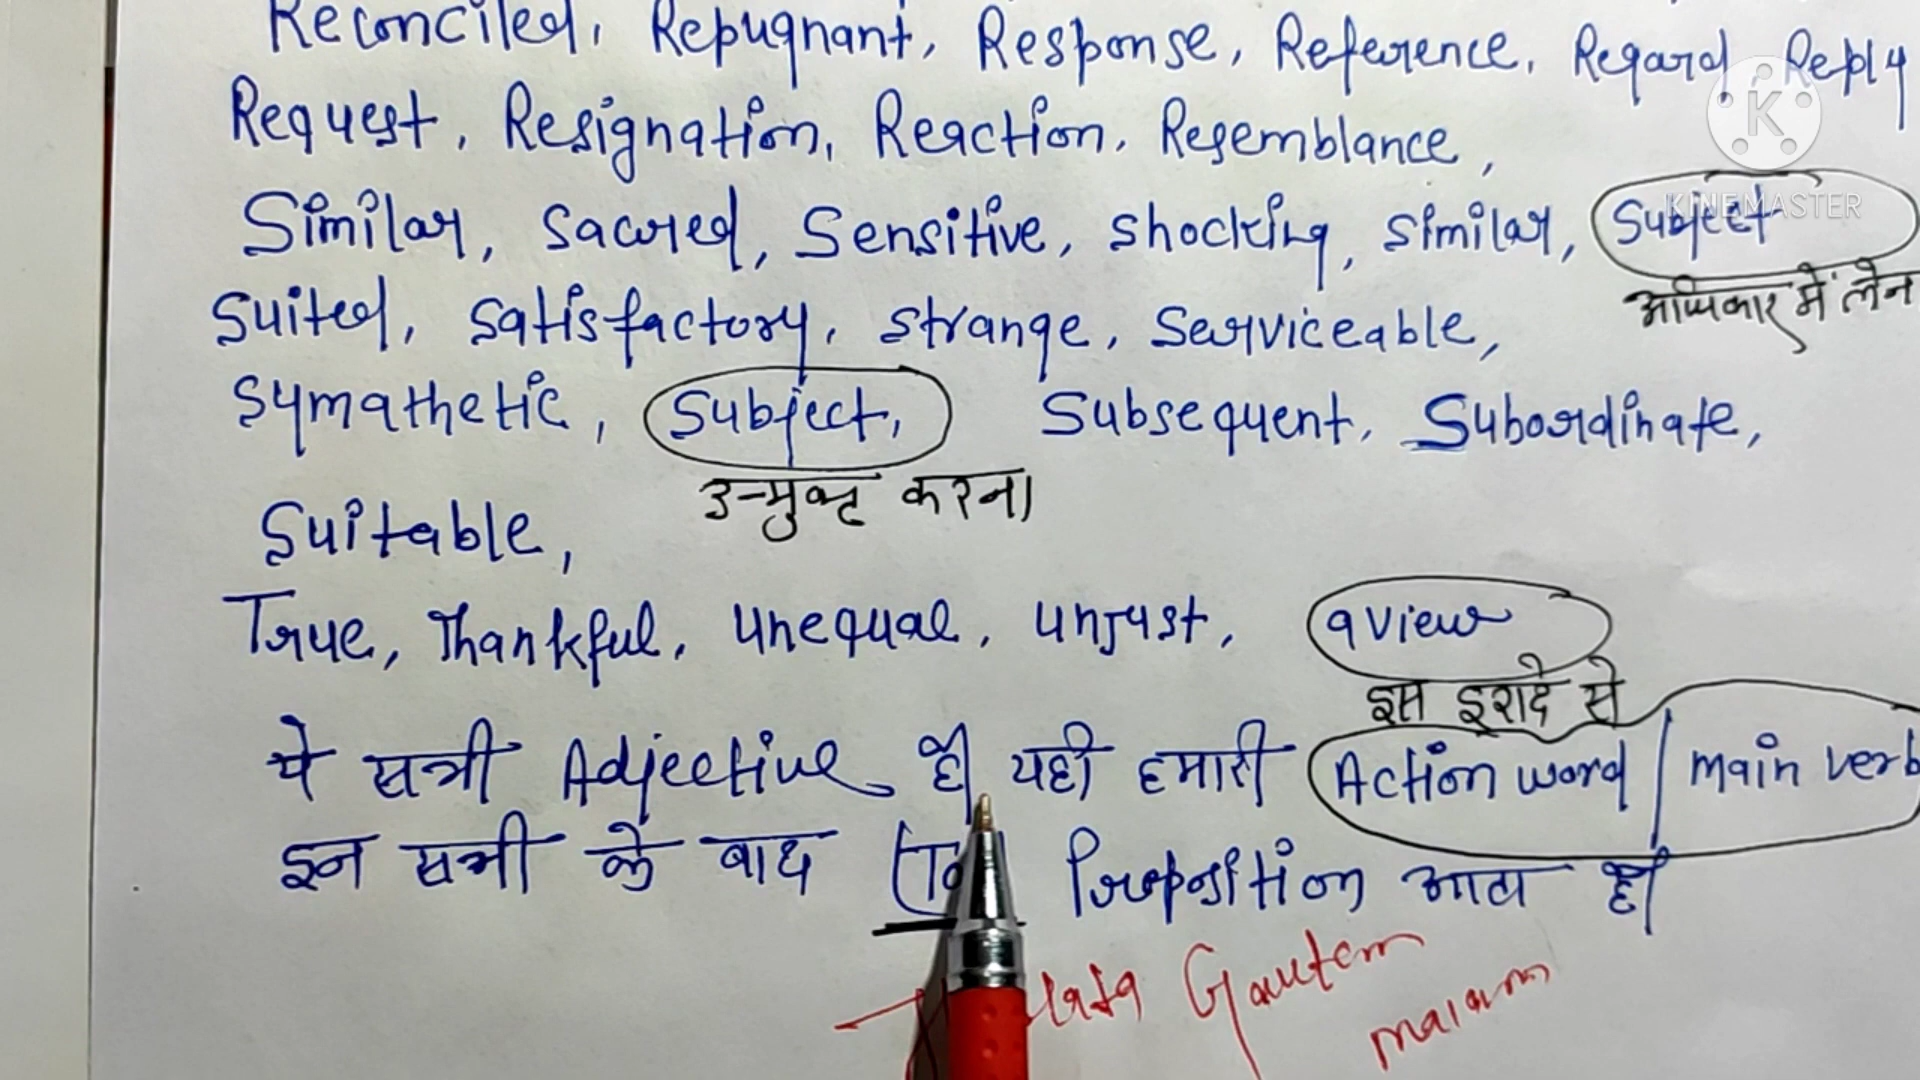 Reconciled, Repugnant, Response, Reference, Regard, Reply
Request, Resignation, Reaction, Resemblance,
Similar, Sacred, Sensitive, shocking, similar, Subject
KINEMASTER
अधिकार में लेन
Suited, Satisfactory, strange, Serviceable,
Symathetic, Subject, Subsequent, Subordinate,
उन्मुक्त करना
Suitable,
True, Thankful, unequal, unjust, aview
इस इरादे से
ये सभी Adjective है यही हमारी Action word / main verb
इन सभी के बाद (To Preposition आता है
Gautam